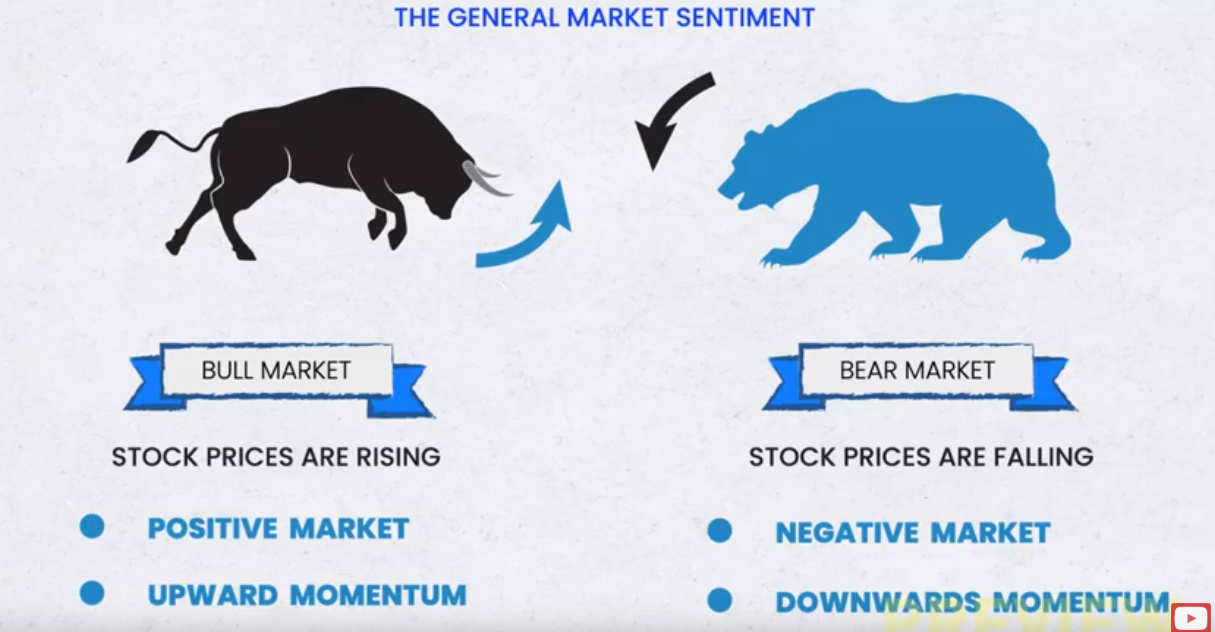 THE GENERAL MARKET SENTIMENT
BULL MARKET
STOCK PRICES ARE RISING
POSITIVE MARKET
UPWARD MOMENTUM
BEAR MARKET
STOCK PRICES ARE FALLING
NEGATIVE MARKET
DOWNWARDS MOMENTUM
PREVIEW